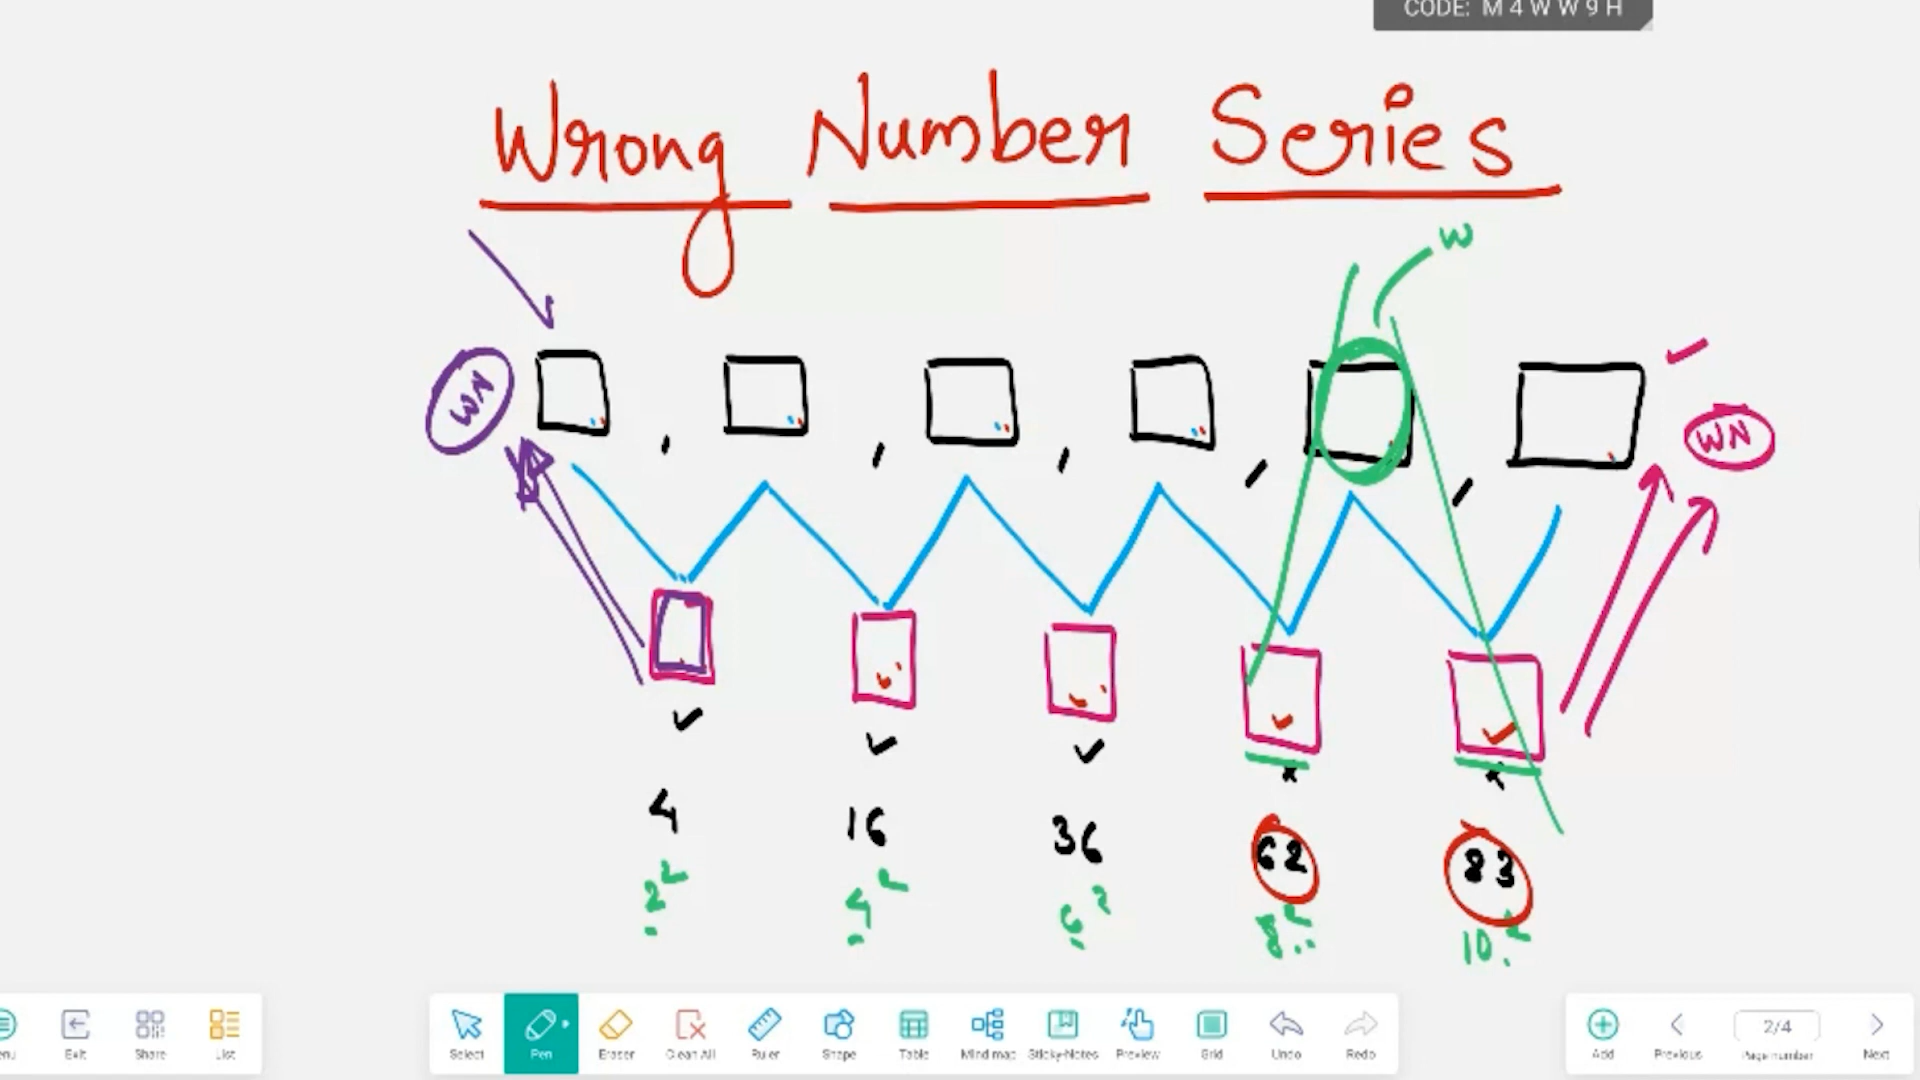 CODE: M 4 W W 9 H
Wrong Number Series
W
WN
WN
4 16 36 62 83
2² 4² 6² 8² 10²
Exit Share List Select Pen Eraser Clean All Ruler Shape Table Mind map Sticky-Notes Preview Grid Undo Redo Add Previous 2/4 Page number Next